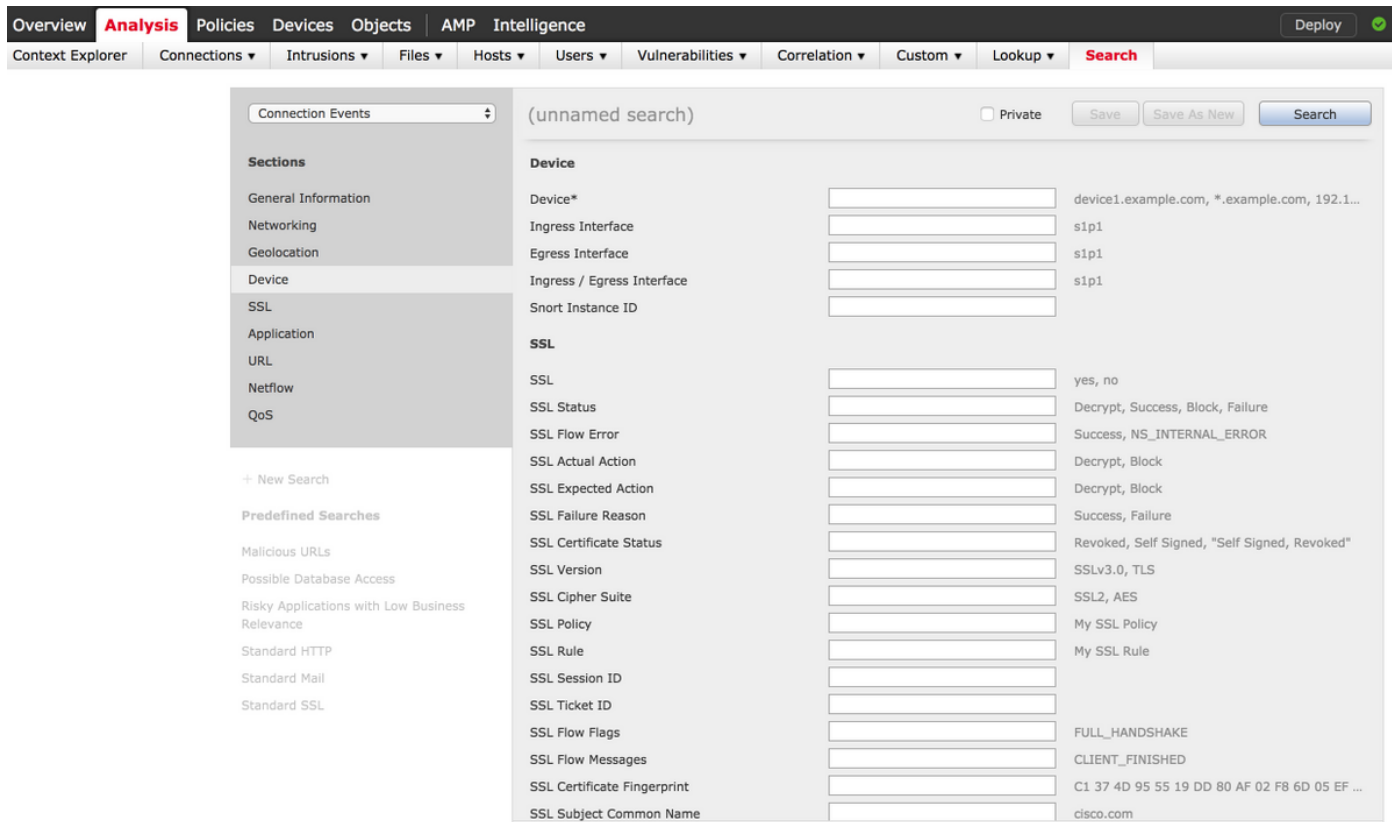 Overview Analysis Policies Devices Objects AMP Intelligence Deploy
Context Explorer Connections ▾ Intrusions ▾ Files ▾ Hosts ▾ Users ▾ Vulnerabilities ▾ Correlation ▾ Custom ▾ Lookup ▾ Search
Connection Events
Sections
General Information
Networking
Geolocation
Device
SSL
Application
URL
Netflow
QoS
+ New Search
Predefined Searches
Malicious URLs
Possible Database Access
Risky Applications with Low Business
Relevance
Standard HTTP
Standard Mail
Standard SSL
(unnamed search) Private Save Save As New Search
Device
Device* device1.example.com, *.example.com, 192.1...
Ingress Interface s1p1
Egress Interface s1p1
Ingress / Egress Interface s1p1
Snort Instance ID
SSL
SSL yes, no
SSL Status Decrypt, Success, Block, Failure
SSL Flow Error Success, NS_INTERNAL_ERROR
SSL Actual Action Decrypt, Block
SSL Expected Action Decrypt, Block
SSL Failure Reason Success, Failure
SSL Certificate Status Revoked, Self Signed, "Self Signed, Revoked"
SSL Version SSLv3.0, TLS
SSL Cipher Suite SSL2, AES
SSL Policy My SSL Policy
SSL Rule My SSL Rule
SSL Session ID
SSL Ticket ID
SSL Flow Flags FULL_HANDSHAKE
SSL Flow Messages CLIENT_FINISHED
SSL Certificate Fingerprint C1 37 4D 95 55 19 DD 80 AF 02 F8 6D 05 EF ...
SSL Subject Common Name cisco.com